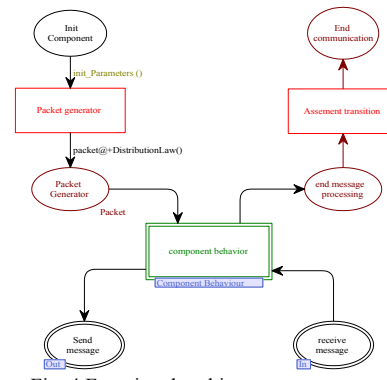 Init
Component
End
communication
init_Parameters ()
Packet generator
Assement transition
packet@+DistributionLaw()
Packet
Generator
end message
processing
Packet
component behavior
Component Behaviour
Send
message
Out
receive
message
In